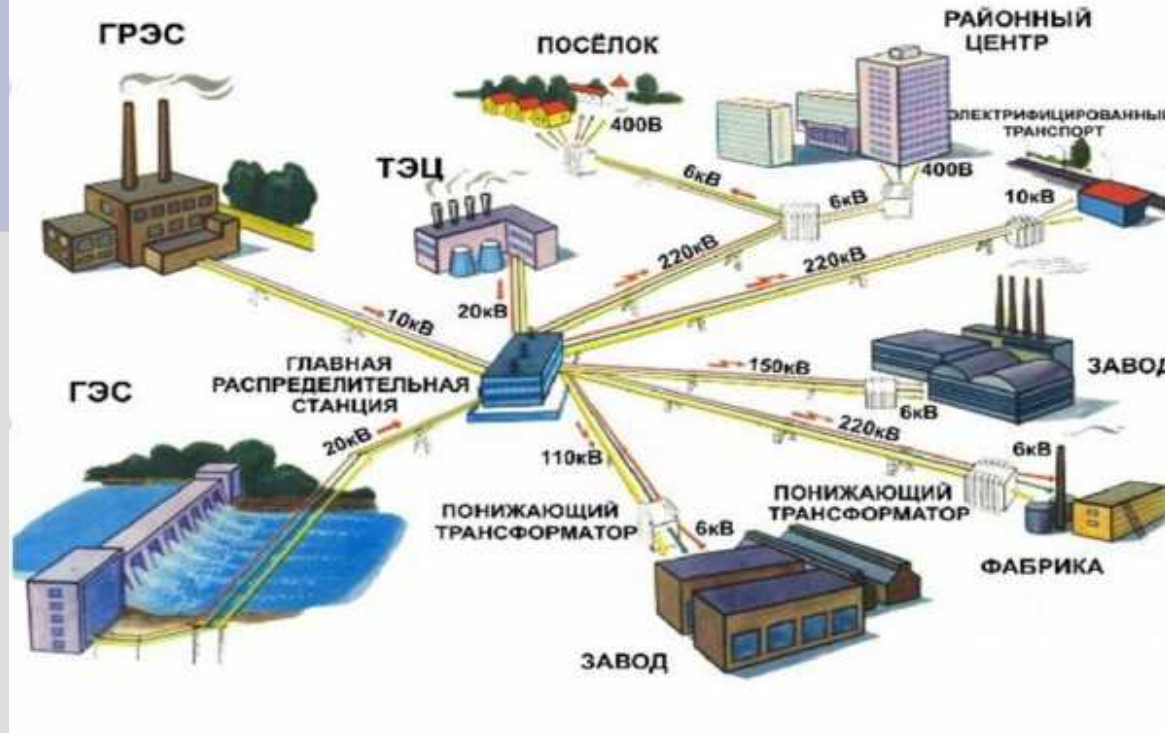 ГРЭС
ПОСЁЛОК
РАЙОННЫЙ
ЦЕНТР
400В
ЭЛЕКТРИФИЦИРОВАННЫЙ
ТРАНСПОРТ
ТЭЦ
6кВ
6кВ
400В
10кВ
220кВ
220кВ
20кВ
10кВ
ГЛАВНАЯ
РАСПРЕДЕЛИТЕЛЬНАЯ
СТАНЦИЯ
150кВ
ЗАВОД
6кВ
ГЭС
20кВ
220кВ
110кВ
6кВ
ПОНИЖАЮЩИЙ
ТРАНСФОРМАТОР
6кВ
ПОНИЖАЮЩИЙ
ТРАНСФОРМАТОР
ФАБРИКА
ЗАВОД